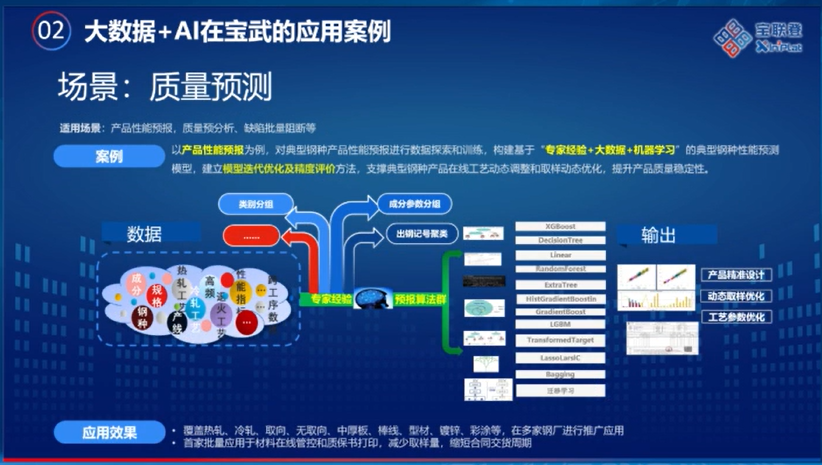 02
大数据+AI在宝武的应用案例
宝联登
XinPlat
场景：质量预测
适用场景：产品性能预报，质量预分析、缺陷批量阻断等
案例
以产品性能预报为例，对典型钢种产品性能预报进行数据探索和训练，构建基于“专家经验+大数据+机器学习”的典型钢种性能预测
模型，建立模型迭代优化及精度评价方法，支撑典型钢种产品在线工艺动态调整和取样动态优化，提升产品质量稳定性。
数据
类别分组
成分参数分组
……
出钢记号聚类
输出
成分
规格
钢种
热轧工艺
产线
高频
退火工艺
性能指标
跨工序数
…
…
…
专家经验
预报算法群
XGBoost
DecisionTree
Linear
RandomForest
ExtraTree
HistGradientBoostin
GradientBoost
LGBM
TransformedTarget
LassoLarsIC
Bagging
迁移学习
产品精准设计
动态取样优化
工艺参数优化
应用效果
• 覆盖热轧、冷轧、取向、无取向、中厚板、棒线、型材、镀锌、彩涂等，在多家钢厂进行推广应用
• 首家批量应用于材料在线管控和质保书打印，减少取样量，缩短合同交货周期